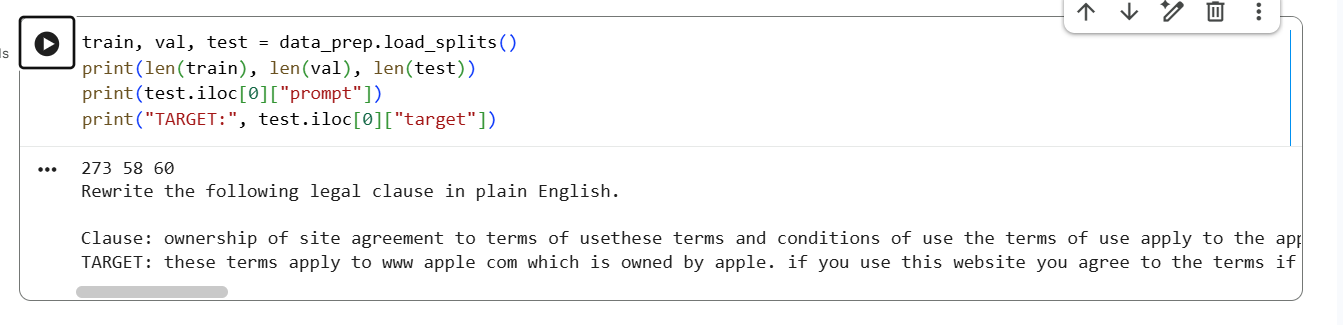 train, val, test = data_prep.load_splits()
print(len(train), len(val), len(test))
print(test.iloc[0]["prompt"])
print("TARGET:", test.iloc[0]["target"])
273 58 60
Rewrite the following legal clause in plain English.
Clause: ownership of site agreement to terms of usethese terms and conditions of use the terms of use apply to the
TARGET: these terms apply to www apple com which is owned by apple. if you use this website you agree to the terms if